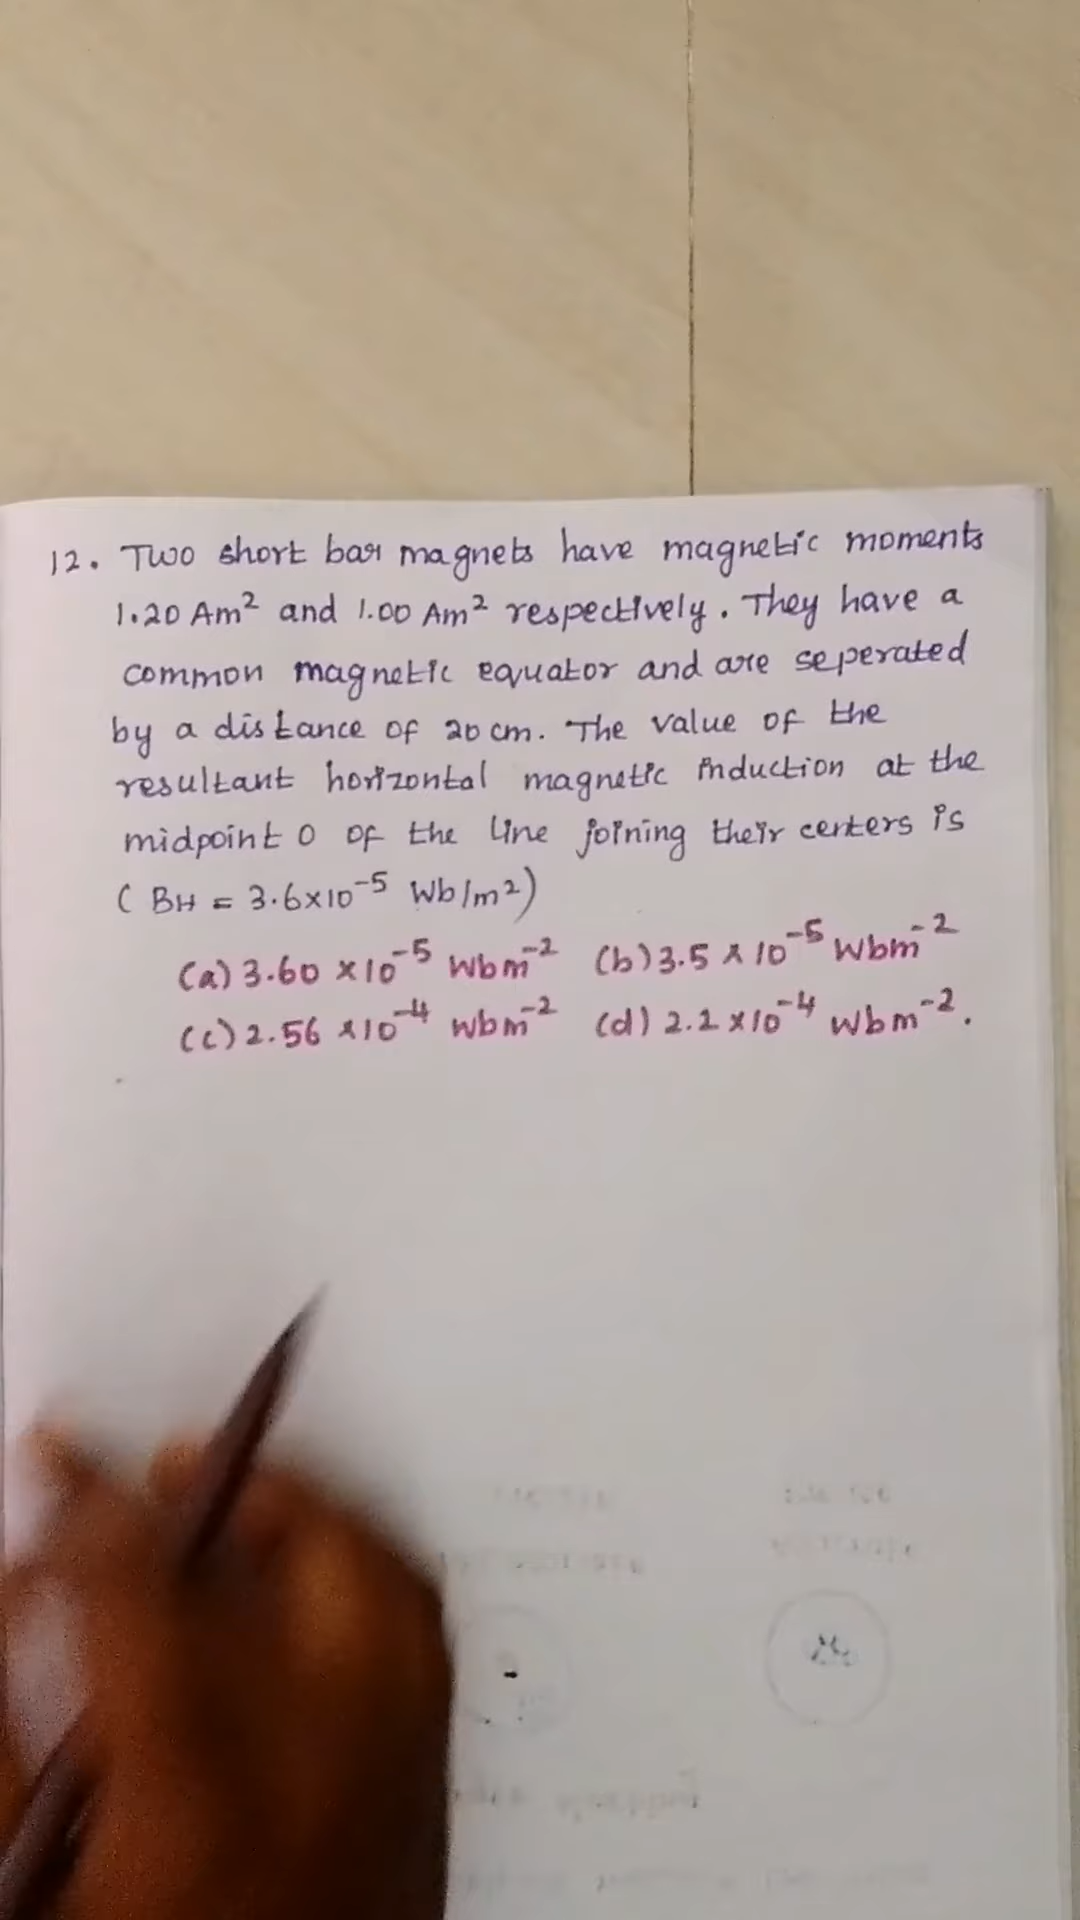 12. Two short bar magnets have magnetic moments
1.20 Am² and 1.00 Am² respectively. They have a
common magnetic equator and are seperated
by a distance of 20 cm. The value of the
resultant horizontal magnetic induction at the
midpoint O of the line joining their centers is
( BH = 3.6×10⁻⁵ Wb/m²)
(a) 3.60 ×10⁻⁵ Wbm⁻² (b) 3.5 × 10⁻⁵ Wbm⁻²
(c) 2.56 ×10⁻⁴ Wbm⁻² (d) 2.2 ×10⁻⁴ Wbm⁻².